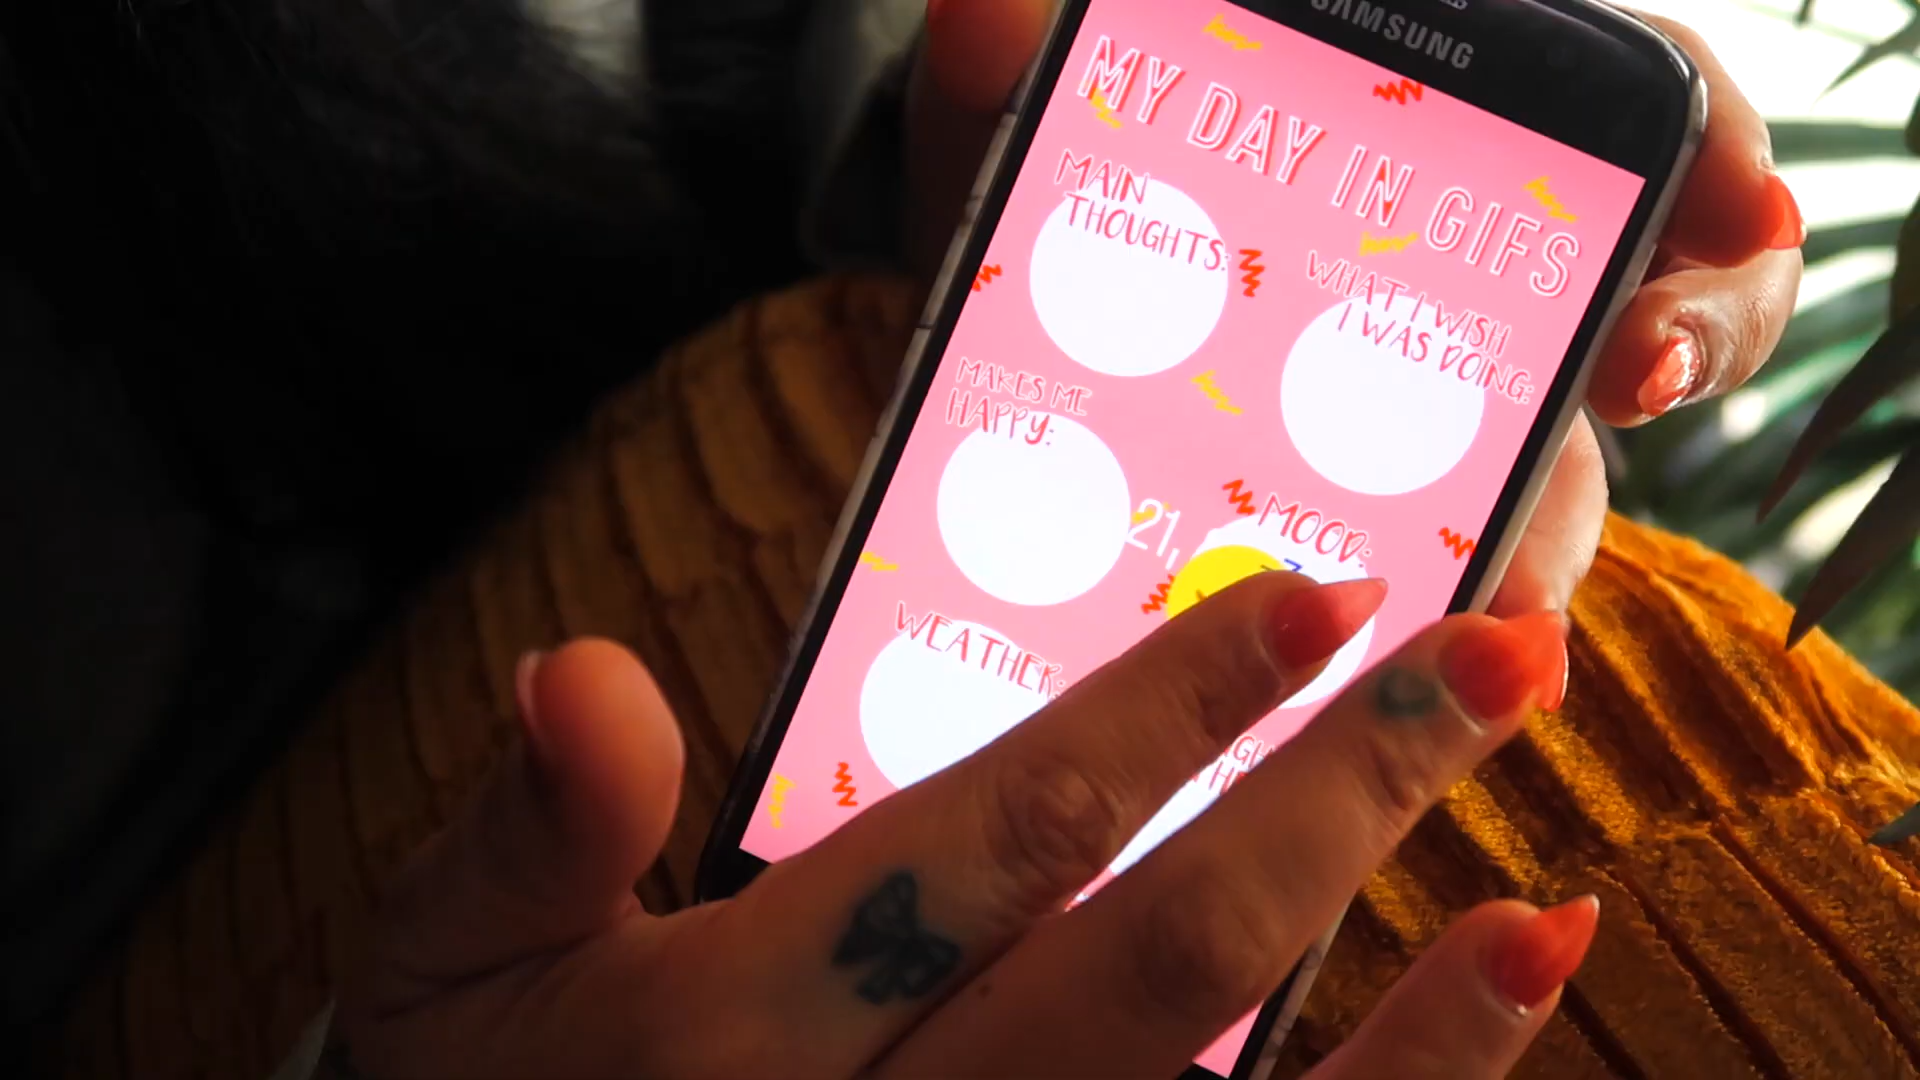 SAMSUNG
MY DAY IN GIFS
MAIN
THOUGHTS:
WHAT I WISH
I WAS DOING:
MAKES ME
HAPPY:
21,
MOOD:
WEATHER: